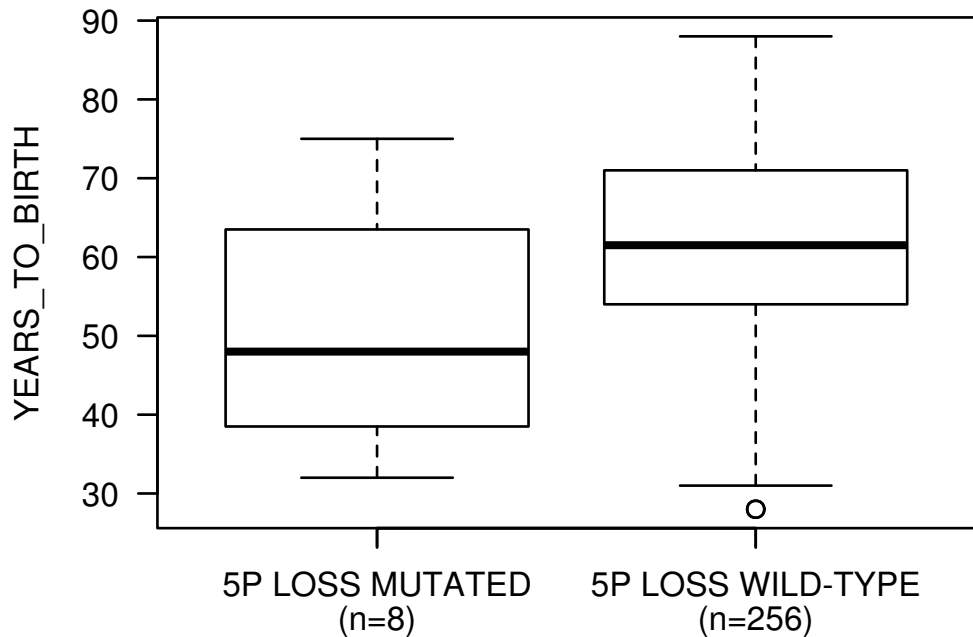 YEARS_TO_BIRTH
90
80
70
60
50
40
30
5P LOSS MUTATED
(n=8)
5P LOSS WILD-TYPE
(n=256)